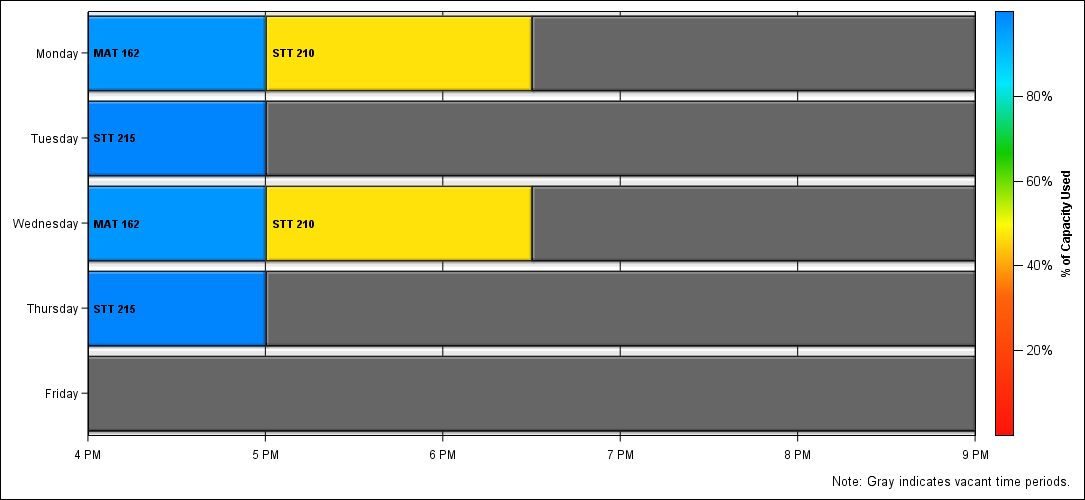 Monday
MAT 162
STT 210
Tuesday
STT 215
Wednesday
MAT 162
STT 210
Thursday
STT 215
Friday
4 PM
5 PM
6 PM
7 PM
8 PM
9 PM
80%
60%
40%
20%
% of Capacity Used
Note: Gray indicates vacant time periods.